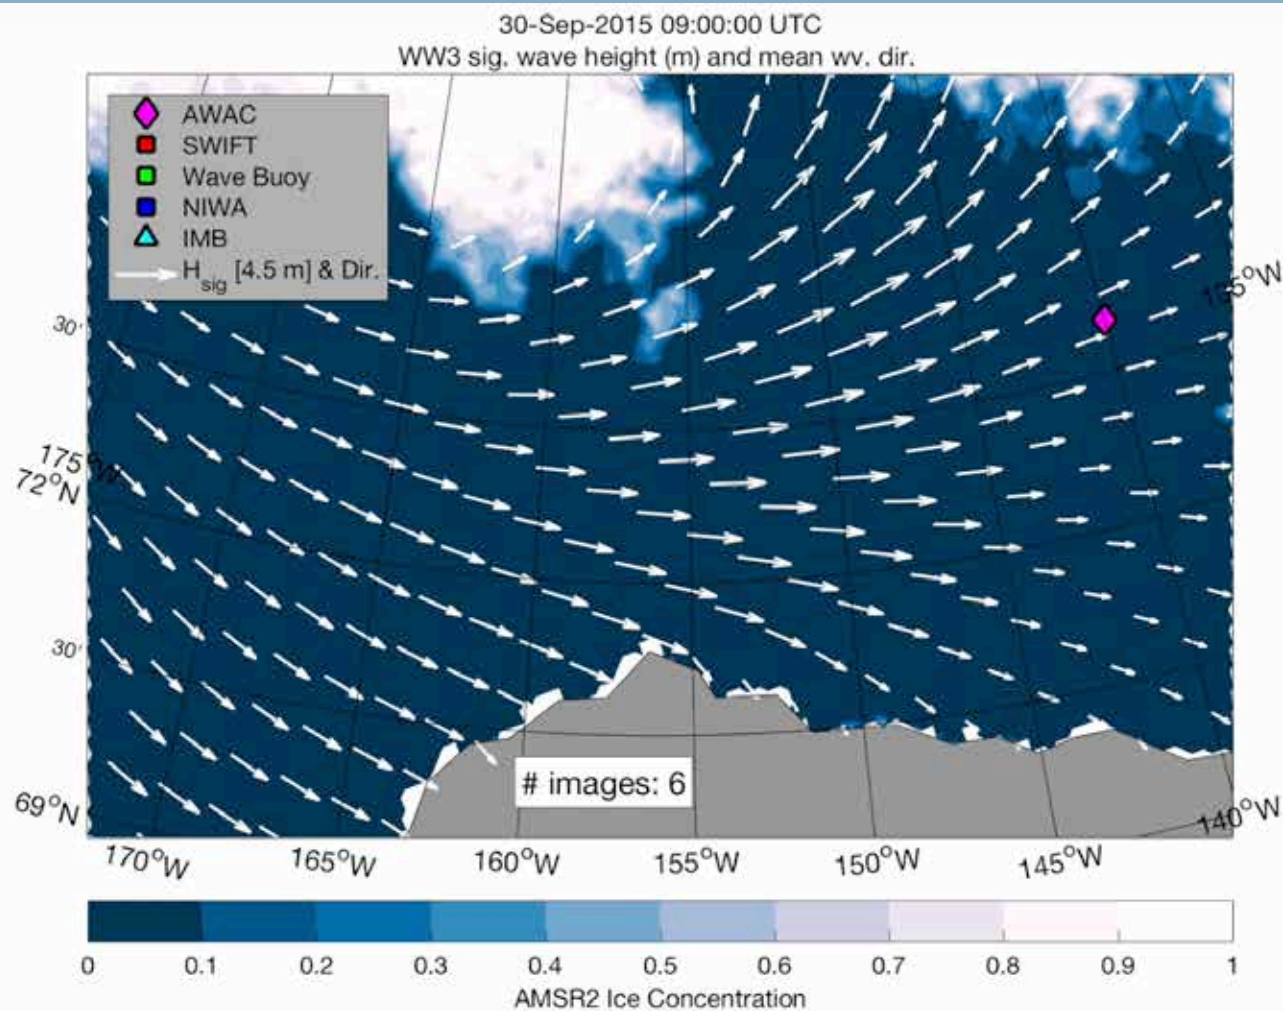 30-Sep-2015 09:00:00 UTC
WW3 sig. wave height (m) and mean wv. dir.
AWAC
SWIFT
Wave Buoy
NIWA
IMB
H_sig [4.5 m] & Dir.
135°W
30'
175°W
72°N
30'
# images: 6
69°N
140°W
170°W 165°W 160°W 155°W 150°W 145°W
0 0.1 0.2 0.3 0.4 0.5 0.6 0.7 0.8 0.9 1
AMSR2 Ice Concentration